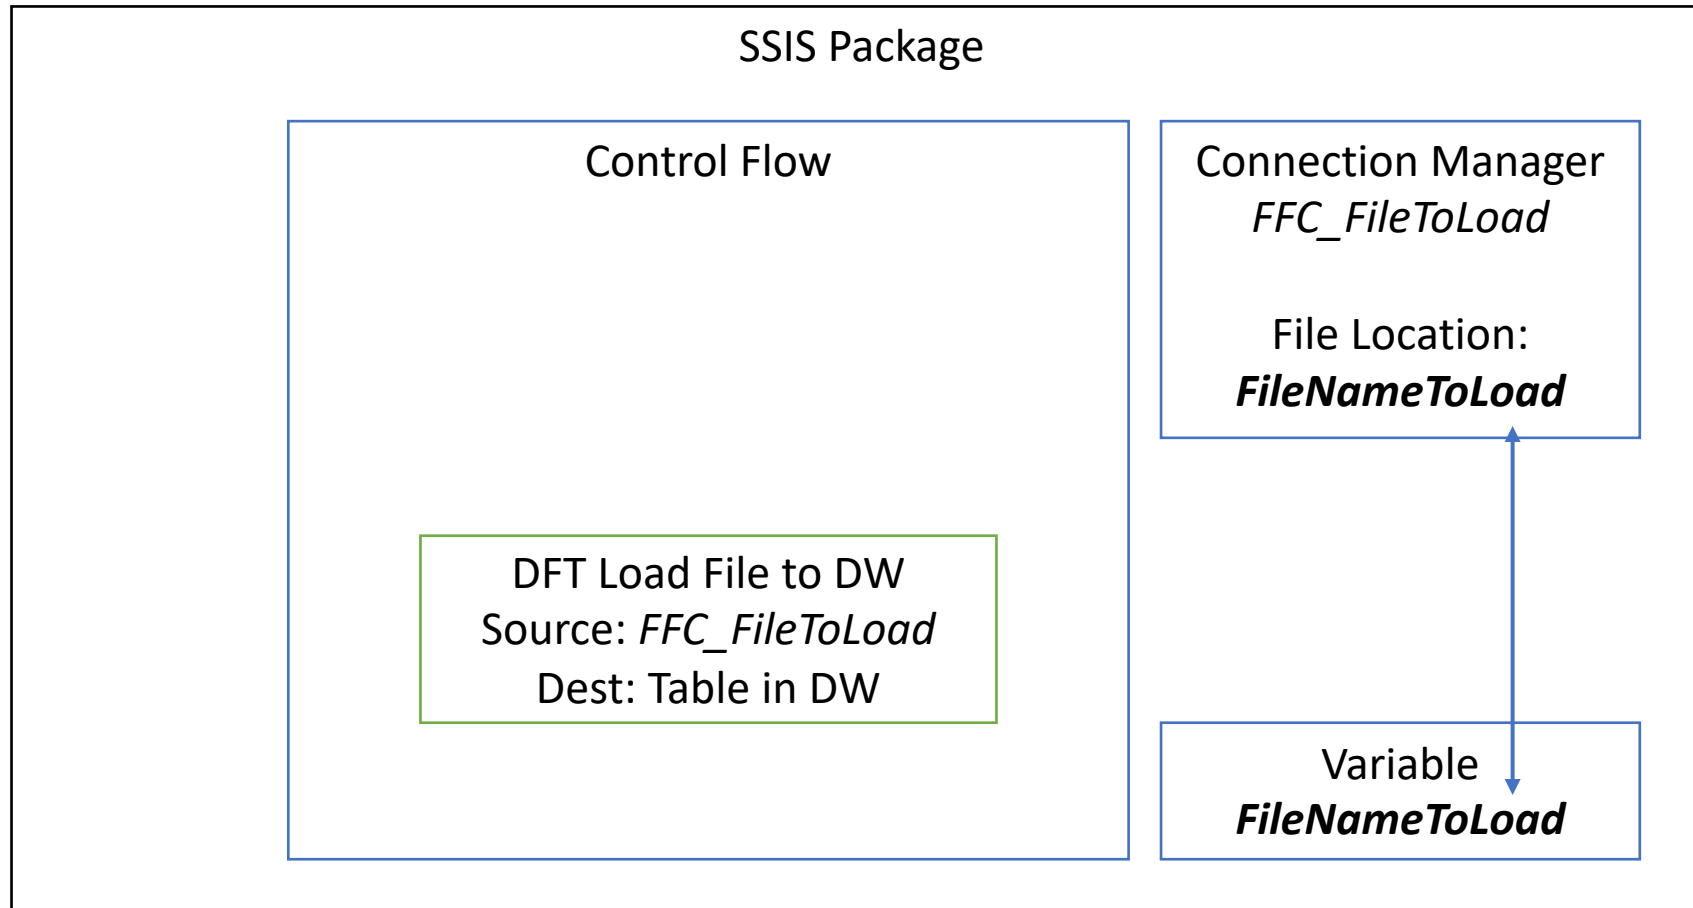 SSIS Package
Control Flow
DFT Load File to DW
Source: FFC_FileToLoad
Dest: Table in DW
Connection Manager
FFC_FileToLoad
File Location:
FileNameToLoad
Variable
FileNameToLoad